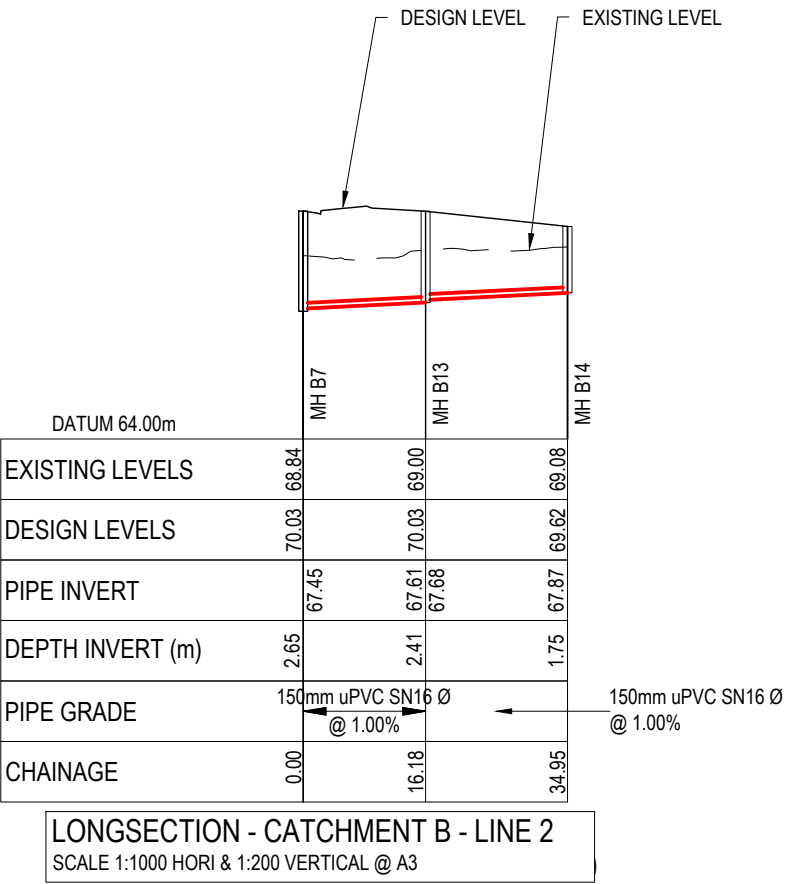 DESIGN LEVEL EXISTING LEVEL
MH B7 MH B13 MH B14
DATUM 64.00m
EXISTING LEVELS 68.84 69.00 69.08
DESIGN LEVELS 70.03 70.03 69.62
PIPE INVERT 67.45 67.61 67.68 67.87
DEPTH INVERT (m) 2.65 2.41 1.75
PIPE GRADE 150mm uPVC SN16 Ø 150mm uPVC SN16 Ø
@ 1.00% @ 1.00%
CHAINAGE 0.00 16.18 34.95
LONGSECTION - CATCHMENT B - LINE 2
SCALE 1:1000 HORI & 1:200 VERTICAL @ A3